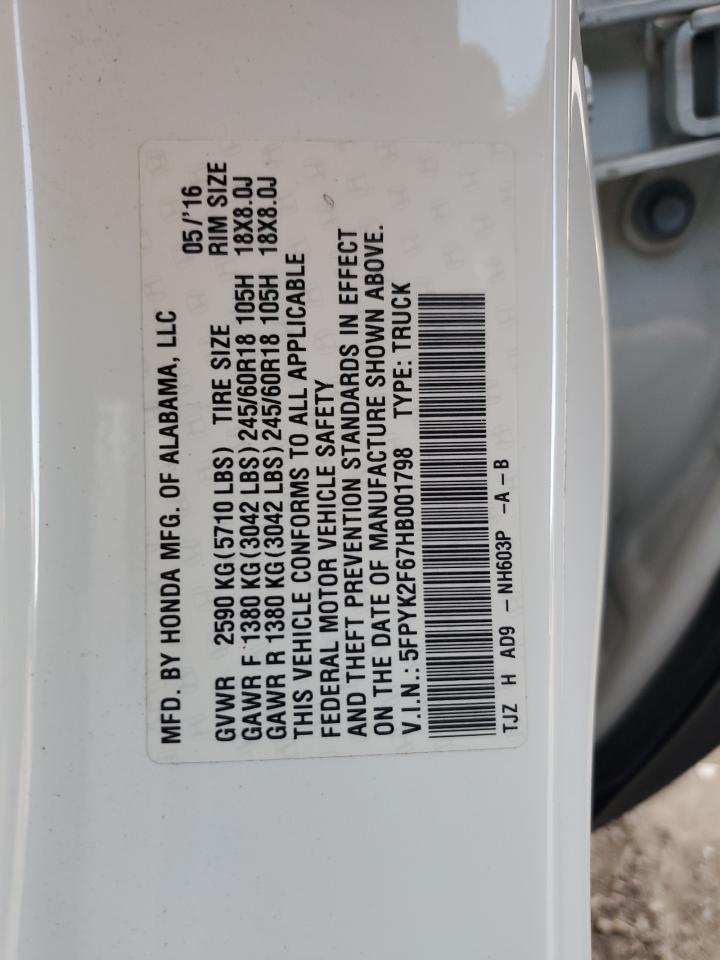 MFD. BY HONDA MFG. OF ALABAMA, LLC 05/'16
GVWR 2590 KG(5710 LBS) TIRE SIZE RIM SIZE
GAWR F 1380 KG(3042 LBS) 245/60R18 105H 18X8.0J
GAWR R 1380 KG(3042 LBS) 245/60R18 105H 18X8.0J
THIS VEHICLE CONFORMS TO ALL APPLICABLE
FEDERAL MOTOR VEHICLE SAFETY
AND THEFT PREVENTION STANDARDS IN EFFECT
ON THE DATE OF MANUFACTURE SHOWN ABOVE.
V.I.N.: 5FPYK2F67HB001798 TYPE: TRUCK
TJZ H AD9 - NH603P -A-B